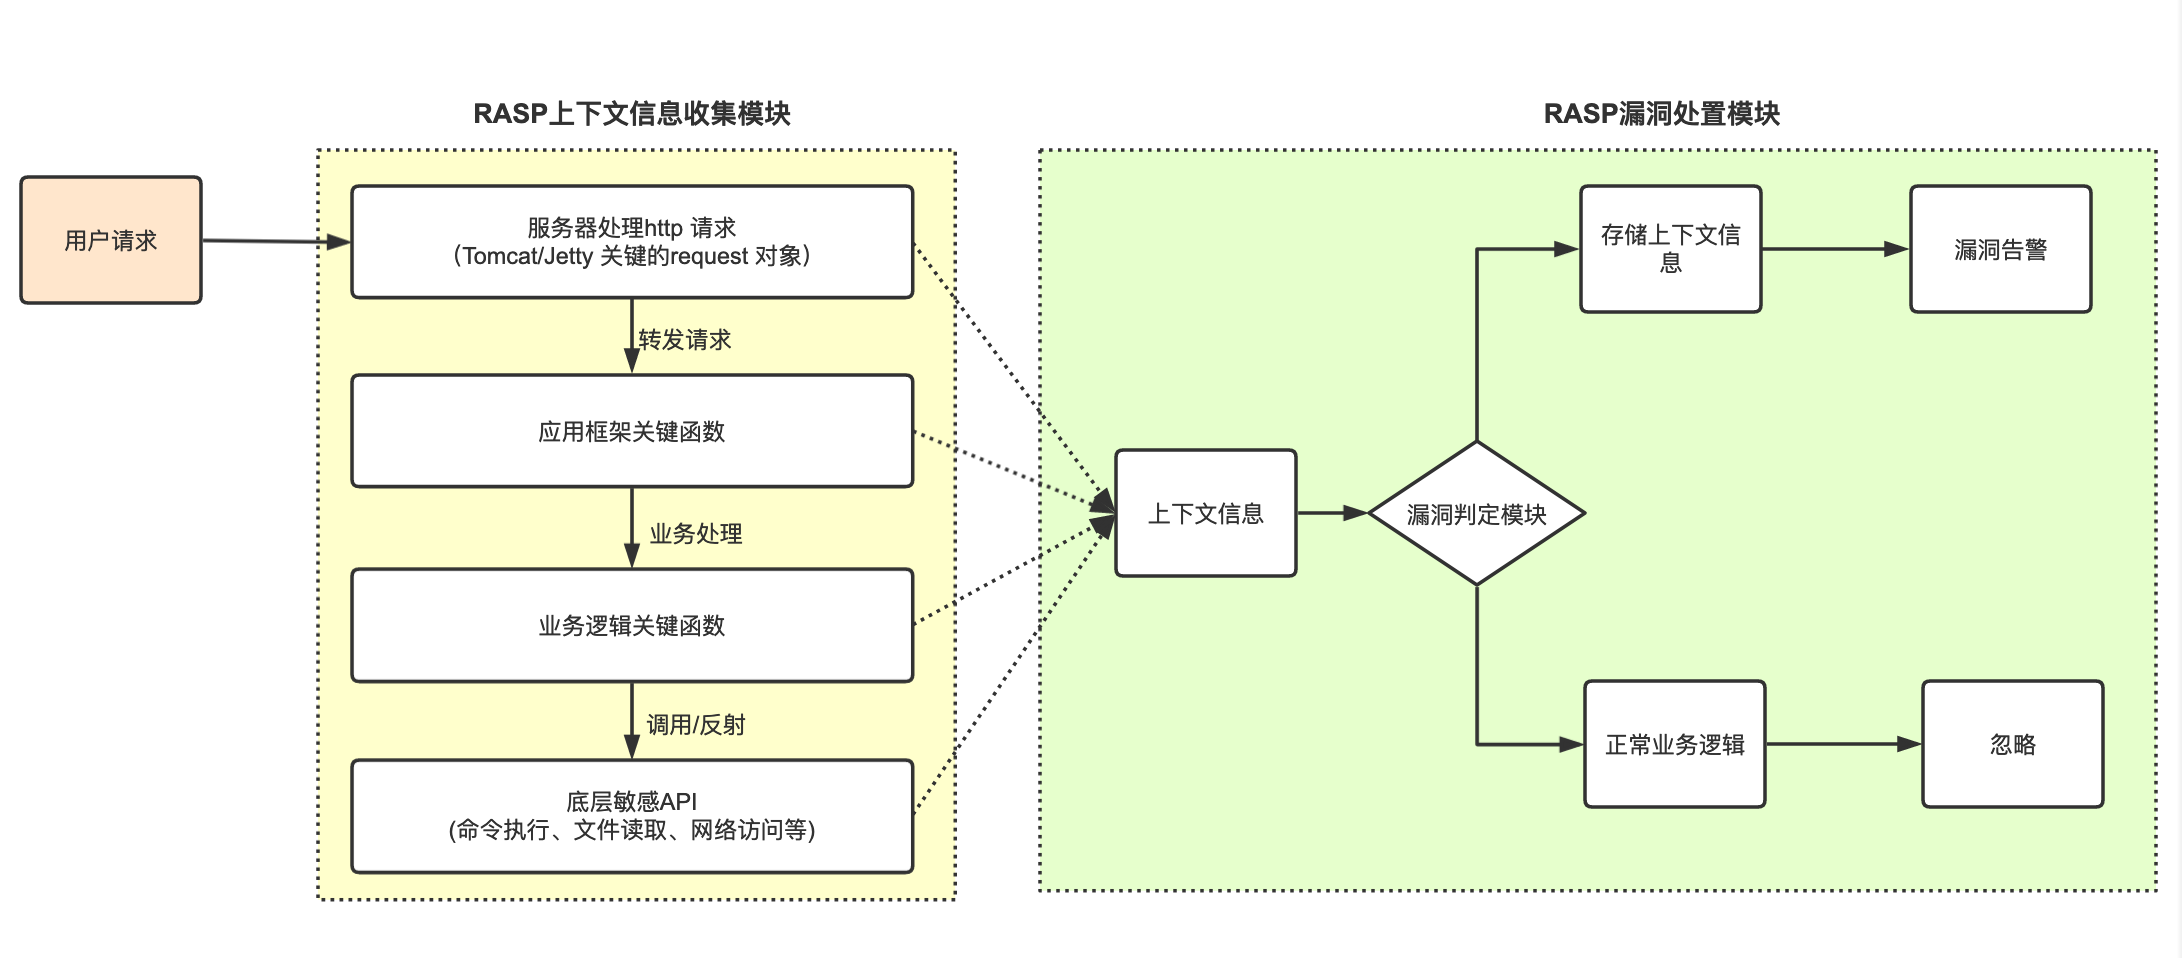 RASP上下文信息收集模块
用户请求
服务器处理http 请求
（Tomcat/Jetty 关键的request 对象）
转发请求
应用框架关键函数
业务处理
业务逻辑关键函数
调用/反射
底层敏感API
(命令执行、文件读取、网络访问等)
RASP漏洞处置模块
上下文信息
漏洞判定模块
存储上下文信
息
漏洞告警
正常业务逻辑
忽略